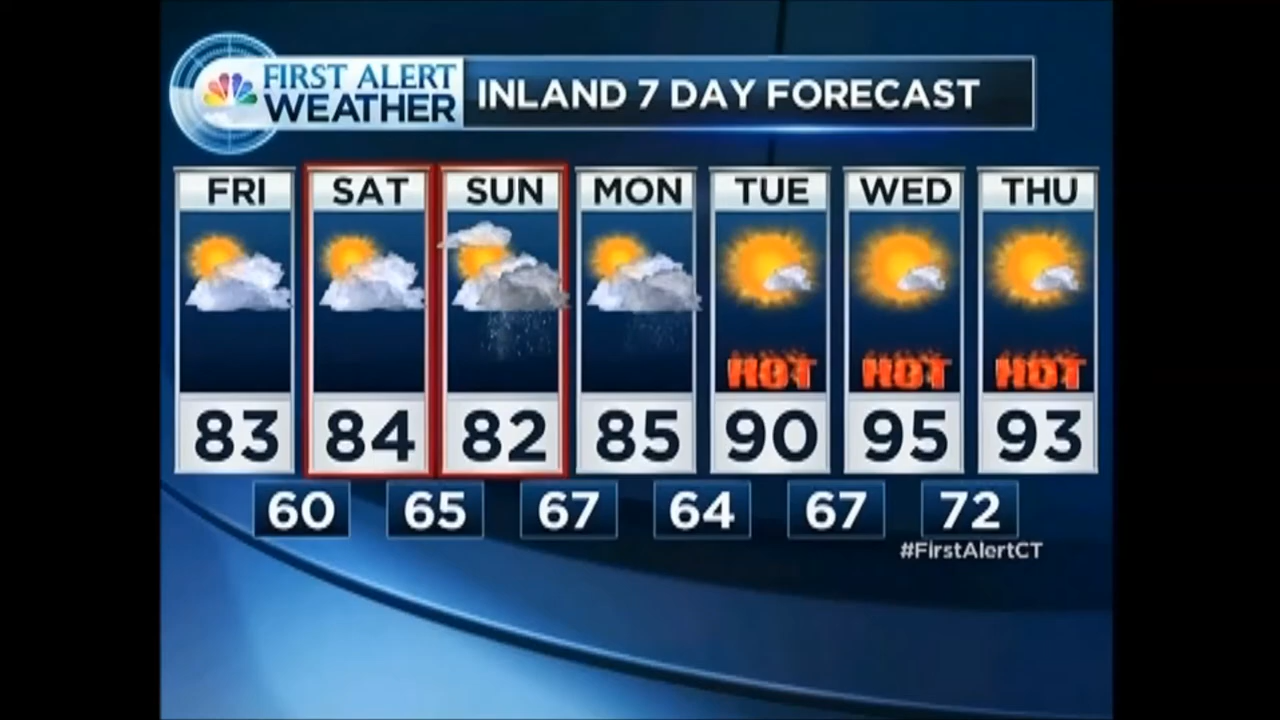 FIRST ALERT
WEATHER
INLAND 7 DAY FORECAST
FRI SAT SUN MON TUE WED THU
HOT HOT HOT
83 84 82 85 90 95 93
60 65 67 64 67 72
#FirstAlertCT